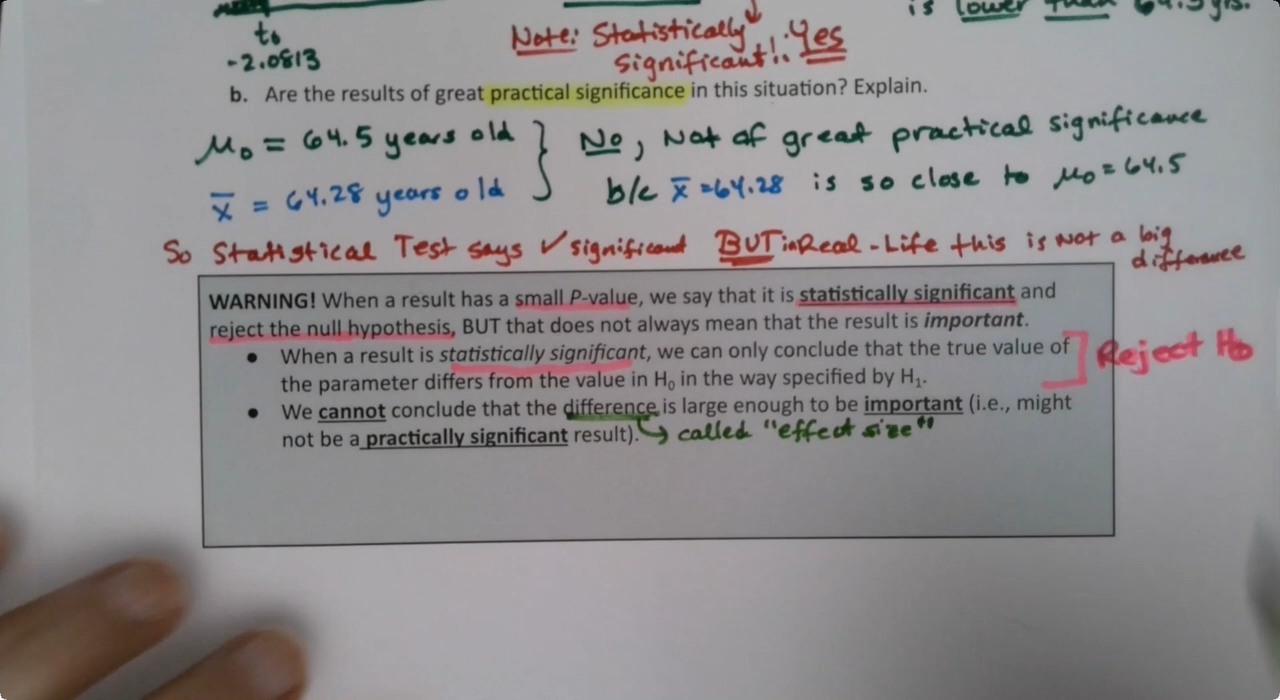 is lower than 64.5 yrs.
t₀
-2.0813
Note: Statistically
Significant!! Yes
b. Are the results of great practical significance in this situation? Explain.
μ₀ = 64.5 years old } No, Not of great practical significance
x̄ = 64.28 years old b/c x̄ = 64.28 is so close to μ₀ = 64.5
So Statistical Test says ✓ significant BUT in Real-Life this is Not a big
difference
WARNING! When a result has a small P-value, we say that it is statistically significant and
reject the null hypothesis, BUT that does not always mean that the result is important.
• When a result is statistically significant, we can only conclude that the true value of
the parameter differs from the value in H₀ in the way specified by H₁.
] Reject H₀
• We cannot conclude that the difference is large enough to be important (i.e., might
not be a practically significant result). ↳ called "effect size"